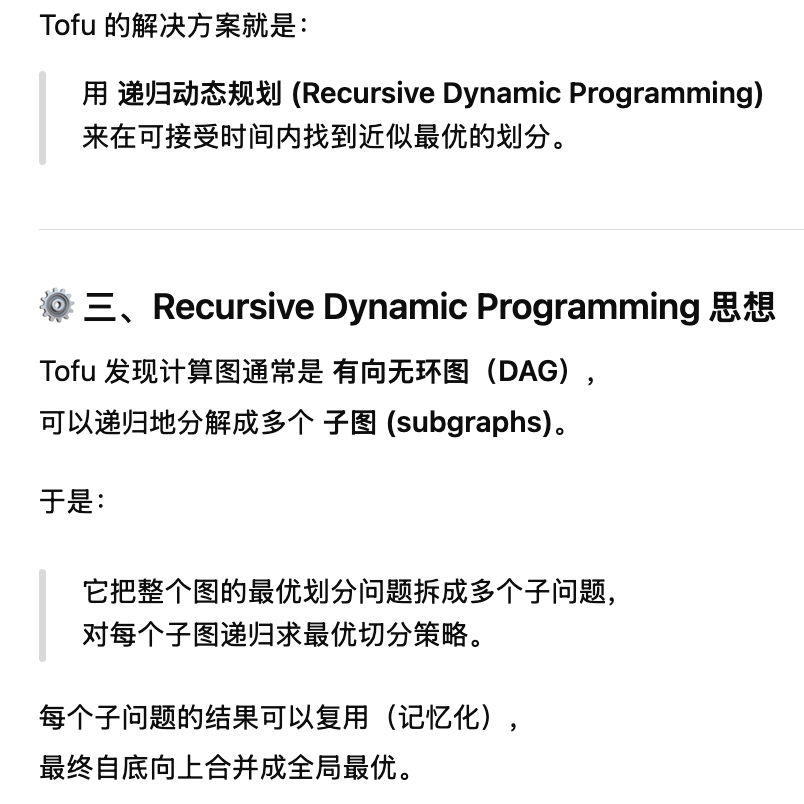 Tofu 的解决方案就是：
用 递归动态规划 (Recursive Dynamic Programming)
来在可接受时间内找到近似最优的划分。
三、Recursive Dynamic Programming 思想
Tofu 发现计算图通常是 有向无环图（DAG），
可以递归地分解成多个 子图 (subgraphs)。
于是：
它把整个图的最优划分问题拆成多个子问题，
对每个子图递归求最优切分策略。
每个子问题的结果可以复用（记忆化），
最终自底向上合并成全局最优。